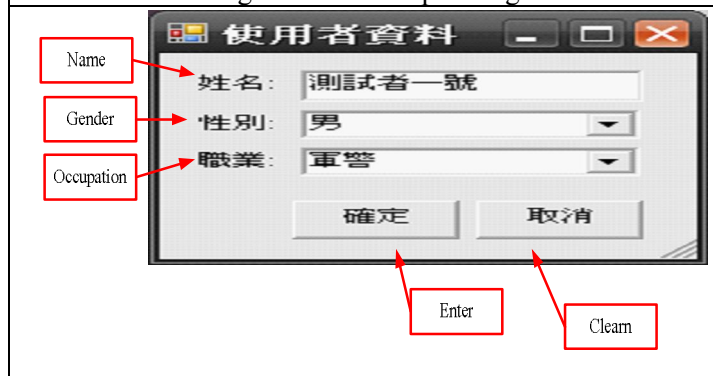 使用者資料
Name
姓名: 測試者一號
Gender
性別: 男
Occupation
職業: 軍警
確定 取消
Enter
Clearn